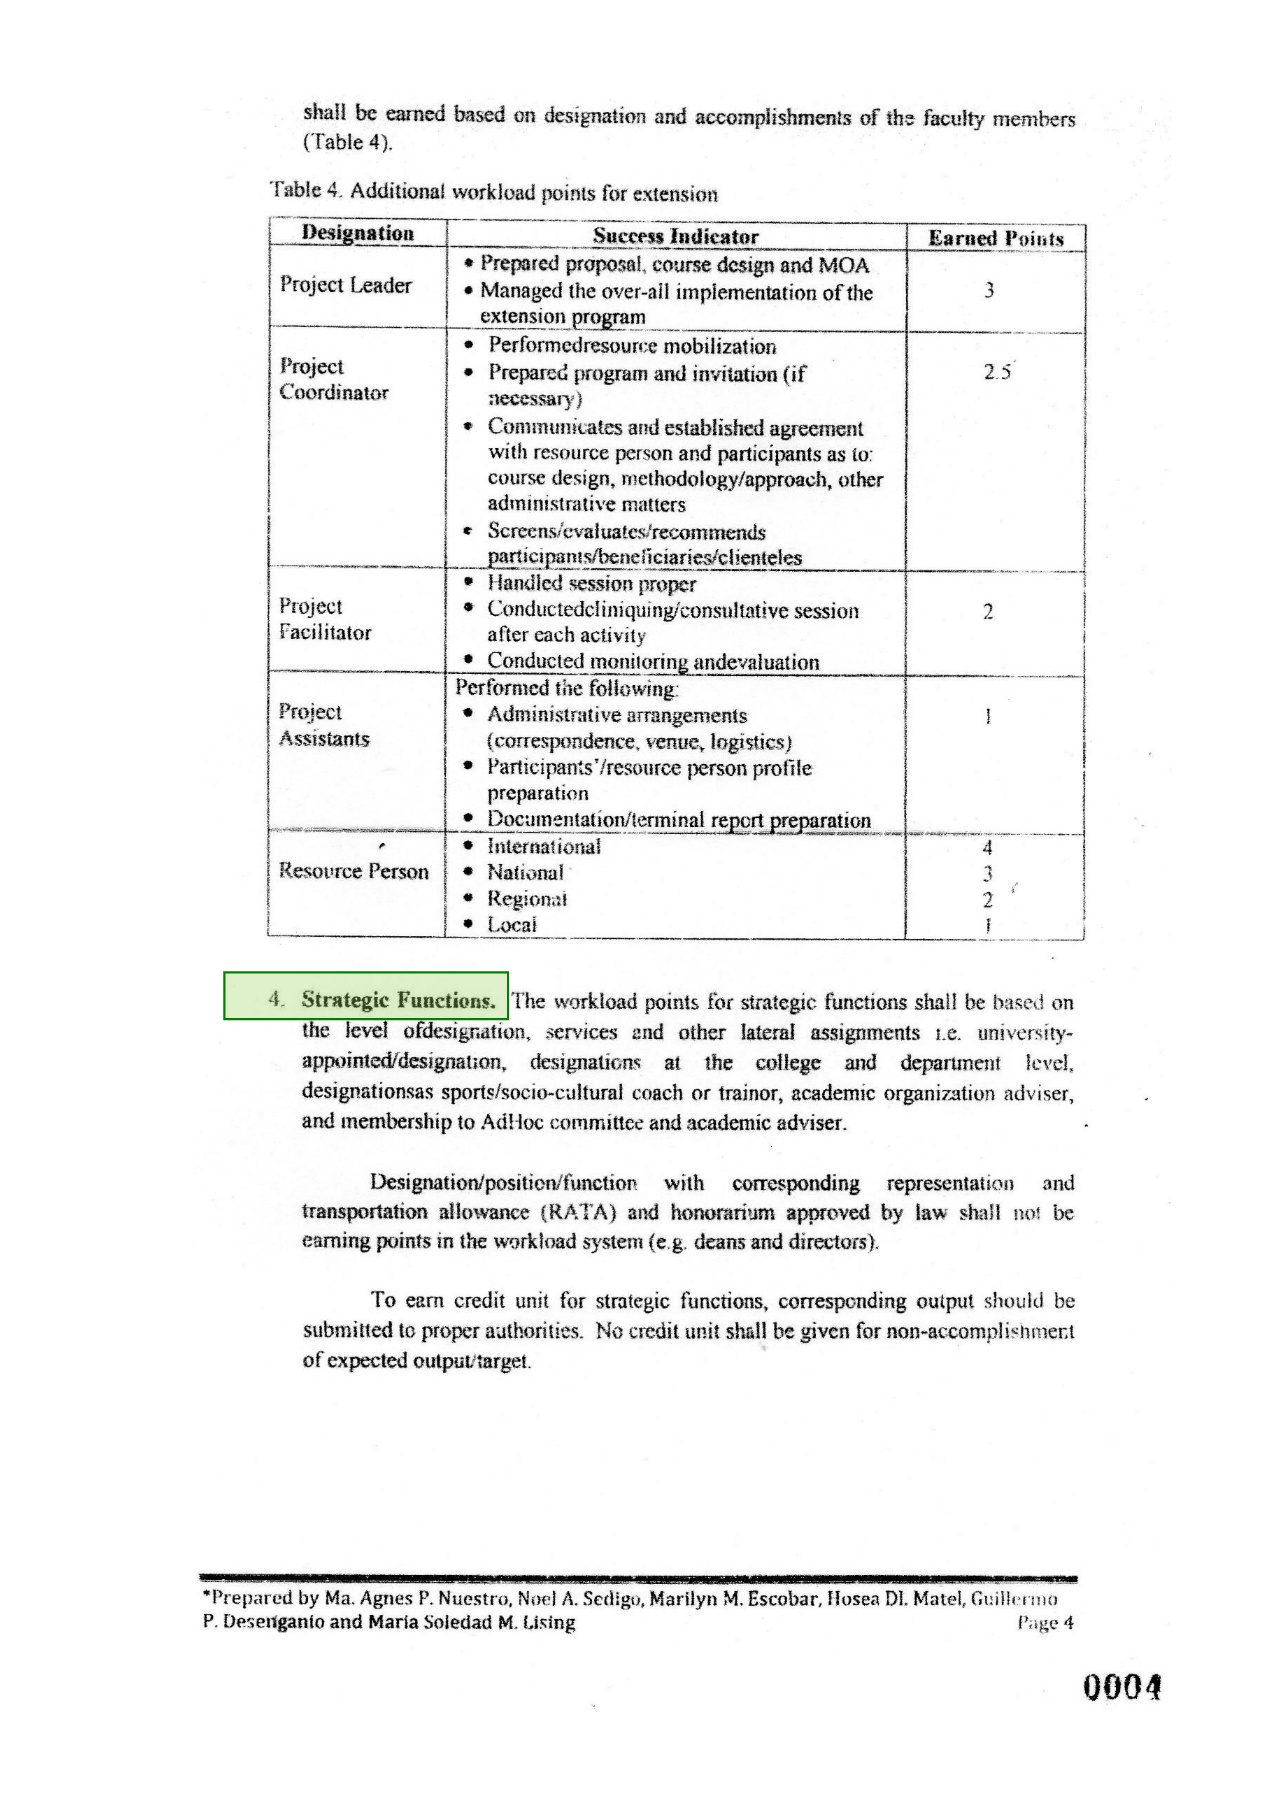 shall be earned based on designation and accomplishments of the faculty members
(Table 4).
Table 4. Additional workload points for extension
Designation Success Indicator Earned Points
Project Leader
• Prepared proposal, course design and MOA
• Managed the over-all implementation of the
extension program
3
Project
Coordinator
• Performedresource mobilization
• Prepared program and invitation (if
necessary)
• Communicates and established agreement
with resource person and participants as to:
course design, methodology/approach, other
administrative matters
• Screens/evaluates/recommends
participants/beneficiaries/clienteles
2.5
Project
Facilitator
• Handled session proper
• Conductedcliniquing/consultative session
after each activity
• Conducted monitoring andevaluation
2
Project
Assistants
Performed the following:
• Administrative arrangements
(correspondence, venue, logistics)
• Participants'/resource person profile
preparation
• Documentation/terminal report preparation
1
Resource Person
• International 4
• National 3
• Regional 2
• Local 1
4. Strategic Functions. The workload points for strategic functions shall be based on
the level ofdesignation, services and other lateral assignments i.e. university-
appointed/designation, designations at the college and department level,
designationsas sports/socio-cultural coach or trainor, academic organization adviser,
and membership to AdHoc committee and academic adviser.
Designation/position/function with corresponding representation and
transportation allowance (RATA) and honorarium approved by law shall not be
earning points in the workload system (e.g. deans and directors).
To earn credit unit for strategic functions, corresponding output should be
submitted to proper authorities. No credit unit shall be given for non-accomplishment
of expected output/target.
*Prepared by Ma. Agnes P. Nuestro, Noel A. Sedigo, Marilyn M. Escobar, Hosea Dl. Matel, Guillermo
P. Desenganio and Maria Soledad M. Lising Page 4
0004